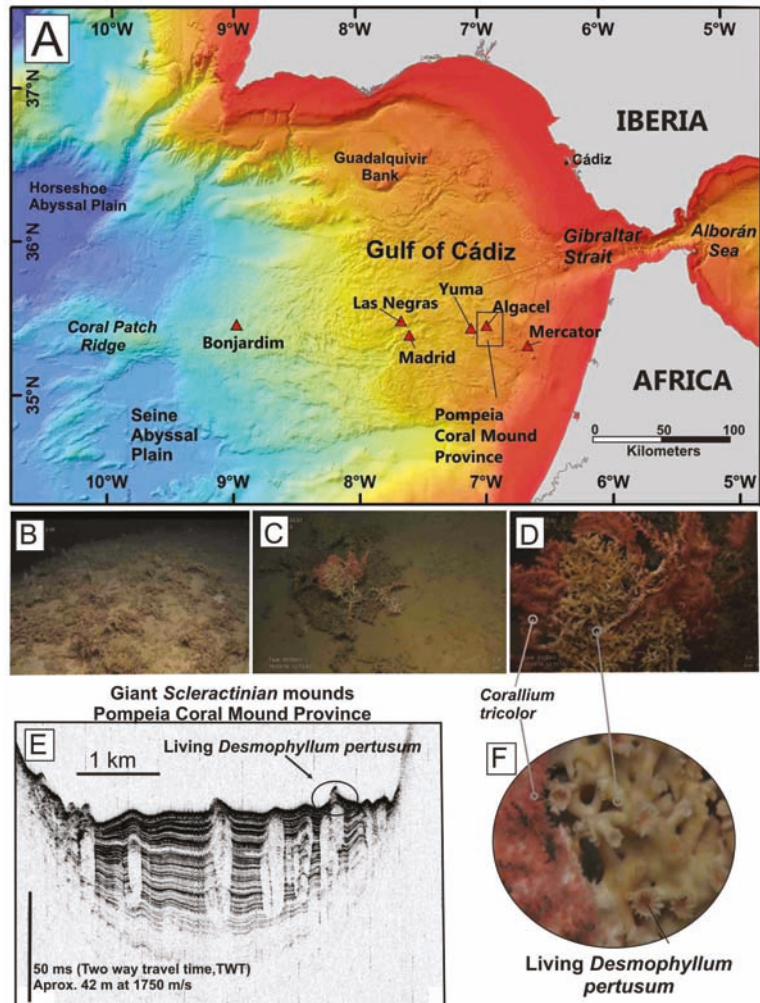 A
10°W
9°W
8°W
7°W
6°W
5°W
37°N
36°N
35°N
IBERIA
Cádiz
Guadalquivir
Bank
Horseshoe
Abyssal Plain
Gulf of Cádiz
Gibraltar
Strait
Alborán
Sea
Yuma
Las Negras
Algacel
Coral Patch
Ridge
Bonjardim
Madrid
Mercator
AFRICA
Seine
Abyssal
Plain
Pompeia
Coral Mound
Province
0 50 100
Kilometers
10°W
9°W
8°W
7°W
6°W
5°W
B
C
D
Giant Scleractinian mounds
Pompeia Coral Mound Province
Corallium
tricolor
E
1 km
Living Desmophyllum pertusum
F
50 ms (Two way travel time,TWT)
Aprox. 42 m at 1750 m/s
Living Desmophyllum
pertusum